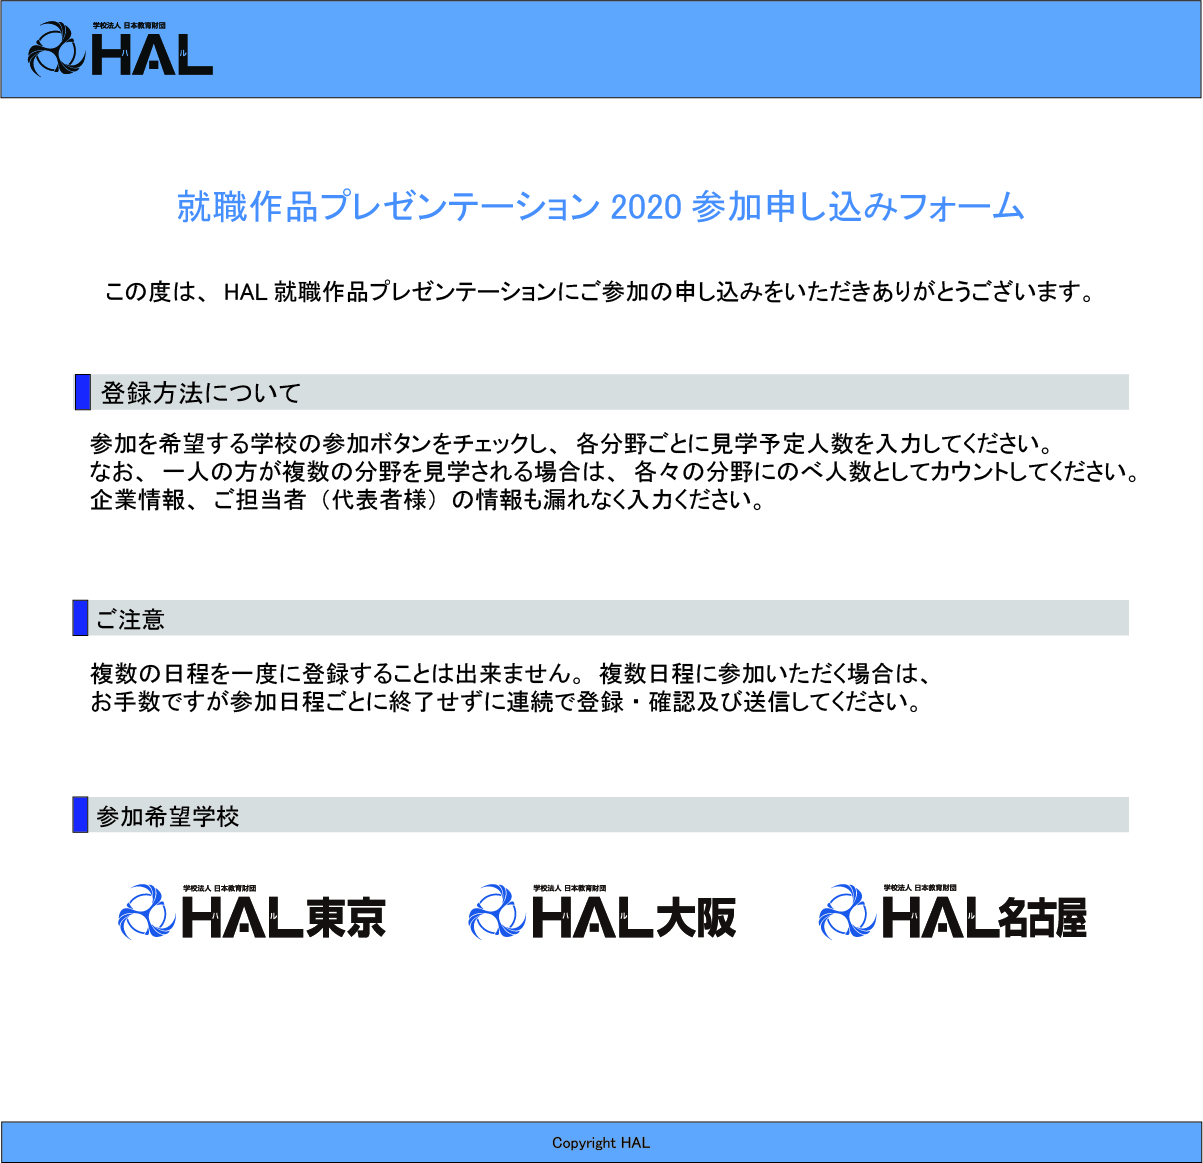 学校法人 日本教育財団
HAL
ハ ル
就職作品プレゼンテーション 2020 参加申し込みフォーム
この度は、 HAL 就職作品プレゼンテーションにご参加の申し込みをいただきありがとうございます。
登録方法について
参加を希望する学校の参加ボタンをチェックし、 各分野ごとに見学予定人数を入力してください。
なお、 一人の方が複数の分野を見学される場合は、 各々の分野にのべ人数としてカウントしてください。
企業情報、 ご担当者（代表者様）の情報も漏れなく入力ください。
ご注意
複数の日程を一度に登録することは出来ません。 複数日程に参加いただく場合は、
お手数ですが参加日程ごとに終了せずに連続で登録・確認及び送信してください。
参加希望学校
学校法人 日本教育財団
HAL東京
ハ ル
学校法人 日本教育財団
HAL大阪
ハ ル
学校法人 日本教育財団
HAL名古屋
ハ ル
Copyright HAL